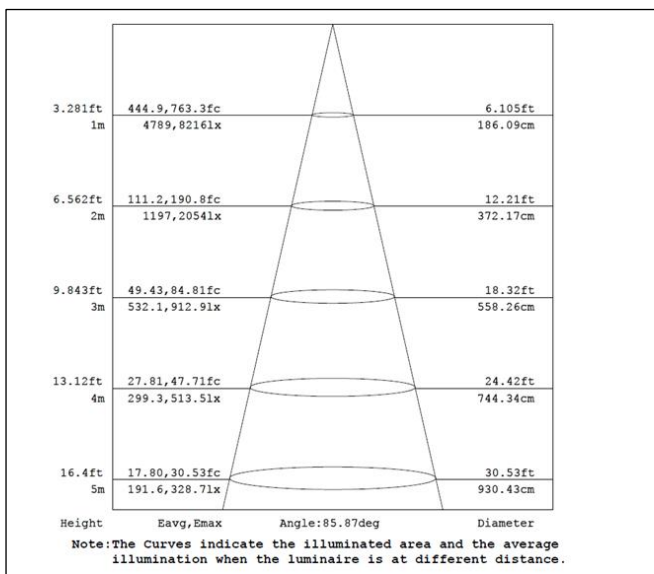 3.281ft 444.9,763.3fc 6.105ft
1m 4789,8216lx 186.09cm
6.562ft 111.2,190.8fc 12.21ft
2m 1197,2054lx 372.17cm
9.843ft 49.43,84.81fc 18.32ft
3m 532.1,912.9lx 558.26cm
13.12ft 27.81,47.71fc 24.42ft
4m 299.3,513.5lx 744.34cm
16.4ft 17.80,30.53fc 30.53ft
5m 191.6,328.7lx 930.43cm
Height Eavg,Emax Angle:85.87deg Diameter
Note:The Curves indicate the illuminated area and the average
illumination when the luminaire is at different distance.